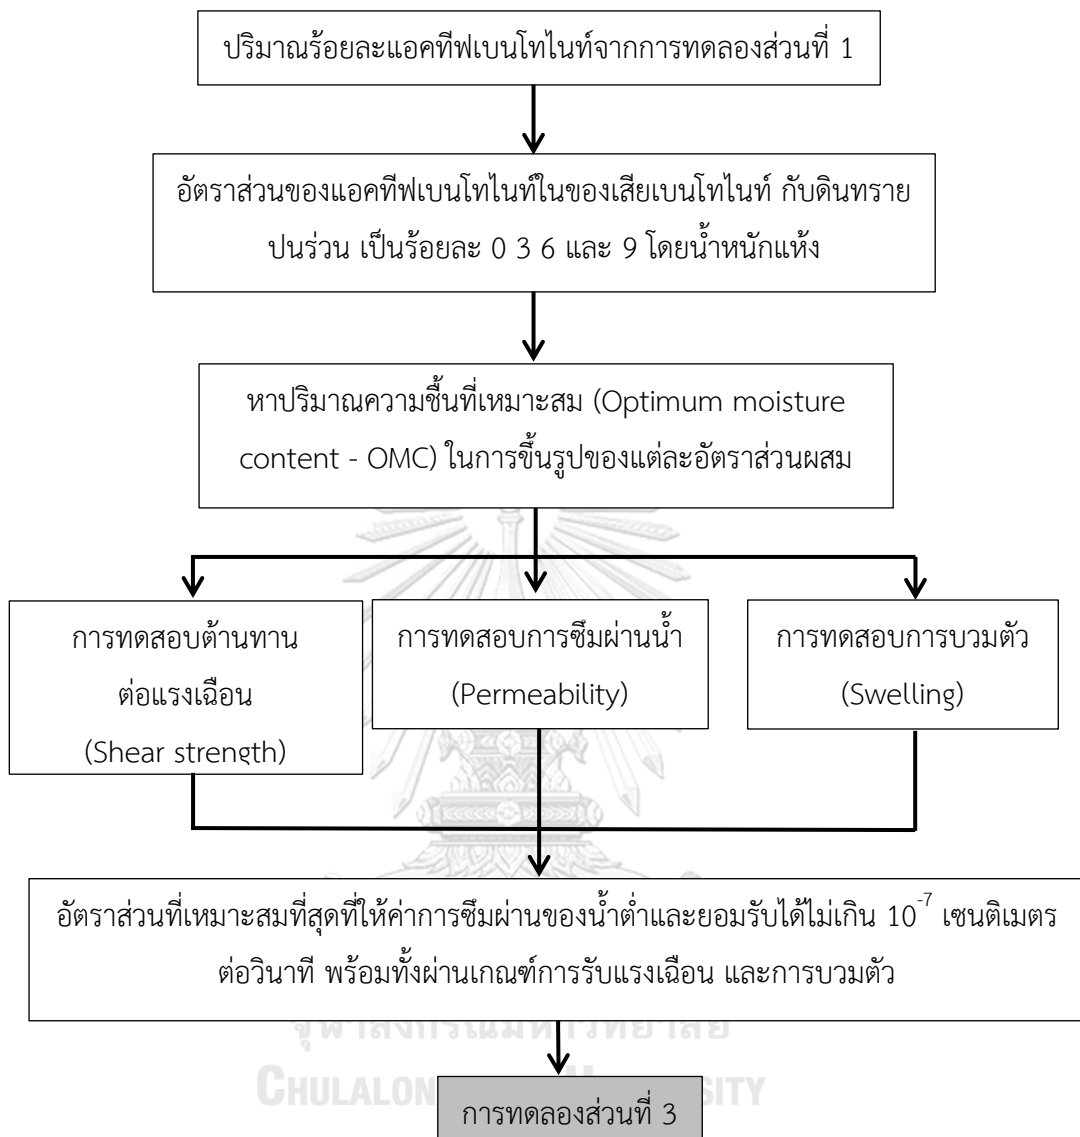 ปริมาณร้อยละแอคทีฟเบนโทไนท์จากการทดลองส่วนที่ 1
อัตราส่วนของแอคทีฟเบนโทไนท์ในของเสียเบนโทไนท์ กับดินทราย
ปนร่วน เป็นร้อยละ 0 3 6 และ 9 โดยน้ำหนักแห้ง
หาปริมาณความชื้นที่เหมาะสม (Optimum moisture
content - OMC) ในการขึ้นรูปของแต่ละอัตราส่วนผสม
การทดสอบต้านทาน
ต่อแรงเฉือน
(Shear strength)
การทดสอบการซึมผ่านน้ำ
(Permeability)
การทดสอบการบวมตัว
(Swelling)
อัตราส่วนที่เหมาะสมที่สุดที่ให้ค่าการซึมผ่านของน้ำต่ำและยอมรับได้ไม่เกิน 10⁻⁷ เซนติเมตร
ต่อวินาที พร้อมทั้งผ่านเกณฑ์การรับแรงเฉือน และการบวมตัว
จุฬาลงกรณ์มหาวิทยาลัย
การทดลองส่วนที่ 3